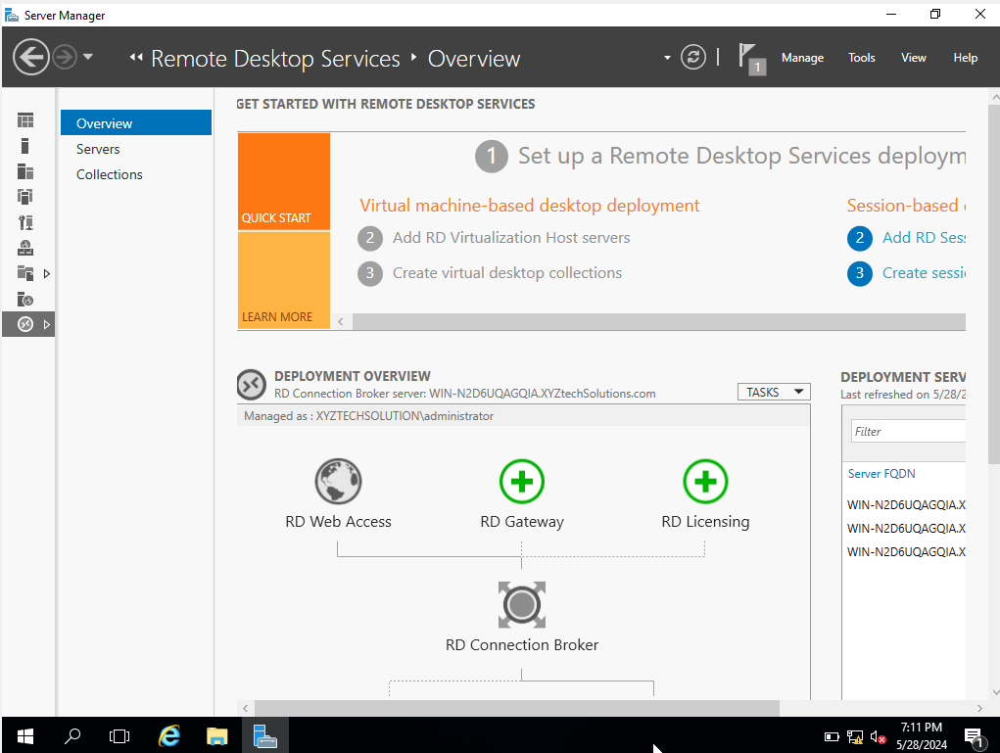 Server Manager
Remote Desktop Services
Overview
1
Manage
Tools
View
Help
Overview
Servers
Collections
GET STARTED WITH REMOTE DESKTOP SERVICES
1 Set up a Remote Desktop Services deploym
QUICK START
LEARN MORE
Virtual machine-based desktop deployment
2 Add RD Virtualization Host servers
3 Create virtual desktop collections
Session-based
2 Add RD Sess
3 Create sessi
DEPLOYMENT OVERVIEW
RD Connection Broker server: WIN-N2D6UQAGQIA.XYZtechSolutions.com
TASKS
Managed as : XYZTECHSOLUTION\administrator
RD Web Access
RD Gateway
RD Licensing
RD Connection Broker
DEPLOYMENT SERV
Last refreshed on 5/28/2
Filter
Server FQDN
WIN-N2D6UQAGQIA.X
WIN-N2D6UQAGQIA.X
WIN-N2D6UQAGQIA.X
7:11 PM
5/28/2024
1